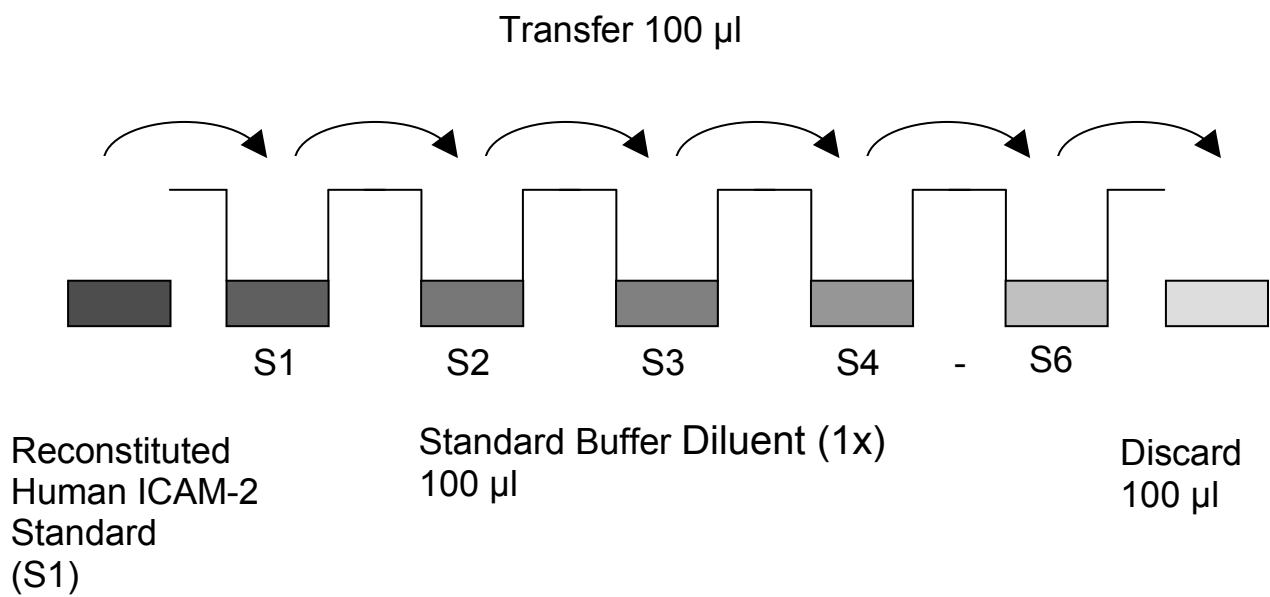 Transfer 100 µl
S1 S2 S3 S4 - S6
Reconstituted
Human ICAM-2
Standard
(S1)
Standard Buffer Diluent (1x)
100 µl
Discard
100 µl